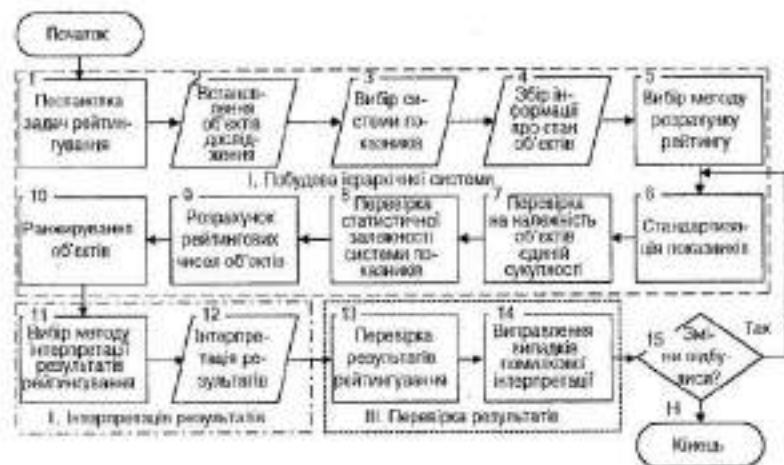 Початок
1
Постановка
задач рейтин-
гування
2
Встанов-
лення
об'єктів
дослід-
ження
3
Вибір си-
стеми по-
казників
4
Збір ін-
формації
про стан
об'єктів
5
Вибір методу
розрахунку
рейтингу
І. Побудова ієрархічної системи
10
Ранжирування
об'єктів
9
Розрахунок
рейтингових
чисел об'єктів
8
Перевірка
статистичної
залежності
системи по-
казників
7
Перевірка
на належність
об'єктів
єдиній
сукупності
6
Стандартиза-
ція показників
11
Вибір методу
інтерпретації
результатів
рейтингування
12
Інтерпре-
тація ре-
зультатів
13
Перевірка
результатів
рейтингування
14
Виправлення
випадків
помилкової
інтерпретації
15
Змі-
ни відбу-
лися?
Так
Ні
ІІ. Інтерпретація результатів
ІІІ. Перевірка результатів
Кінець